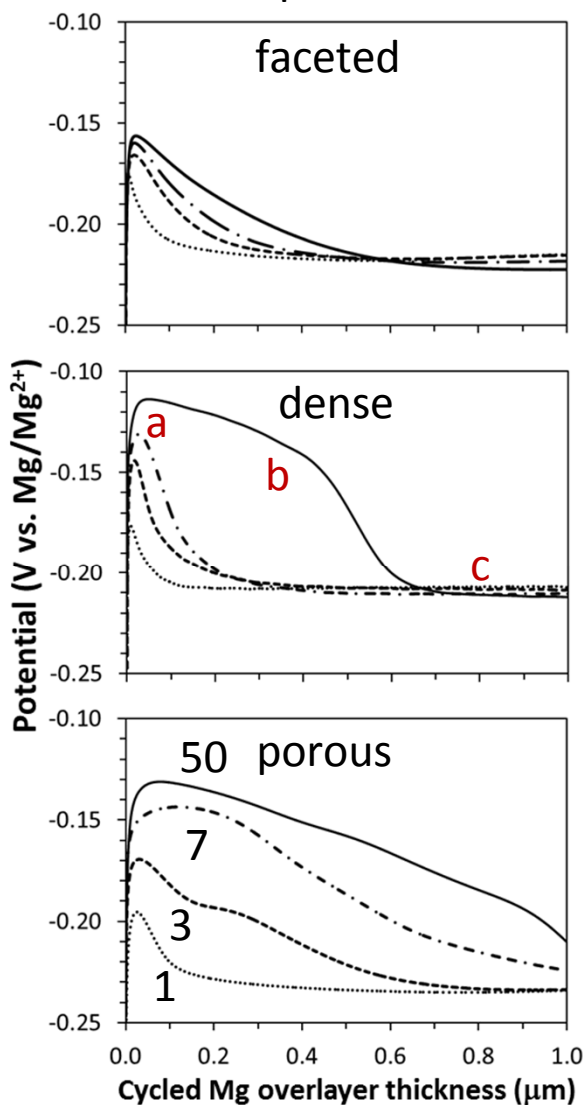 -0.10
faceted
-0.15
-0.20
-0.25
-0.10
dense
a
-0.15
b
-0.20
c
-0.25
-0.10
50 porous
-0.15
7
-0.20
3
1
-0.25
0.0 0.2 0.4 0.6 0.8 1.0
Cycled Mg overlayer thickness (μm)
Potential (V vs. Mg/Mg²⁺)